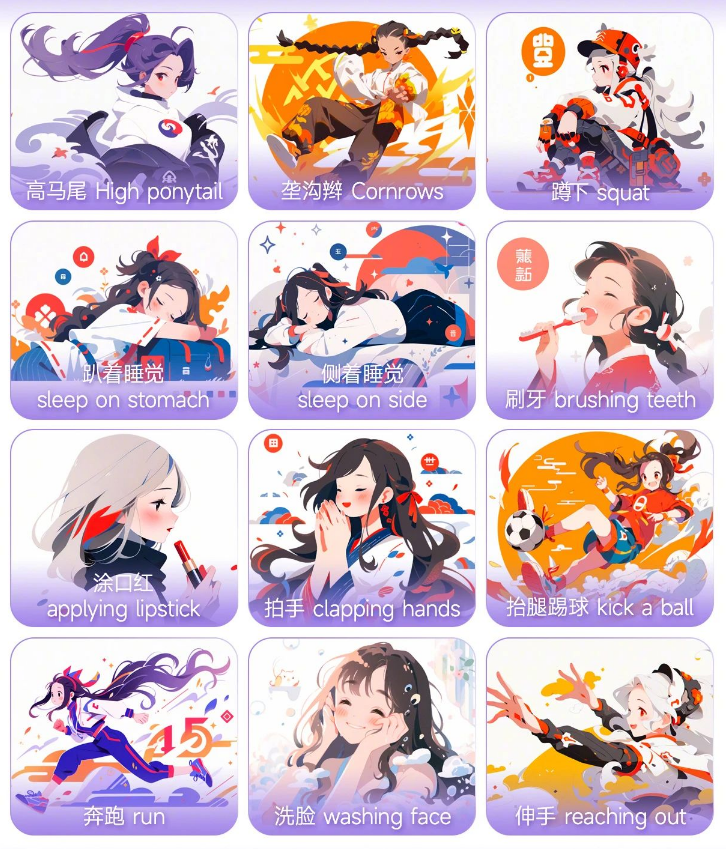 高马尾 High ponytail
垄沟辫 Cornrows
蹲下 squat
趴着睡觉
sleep on stomach
侧着睡觉
sleep on side
刷牙 brushing teeth
涂口红
applying lipstick
拍手 clapping hands
抬腿踢球 kick a ball
15
奔跑 run
洗脸 washing face
伸手 reaching out